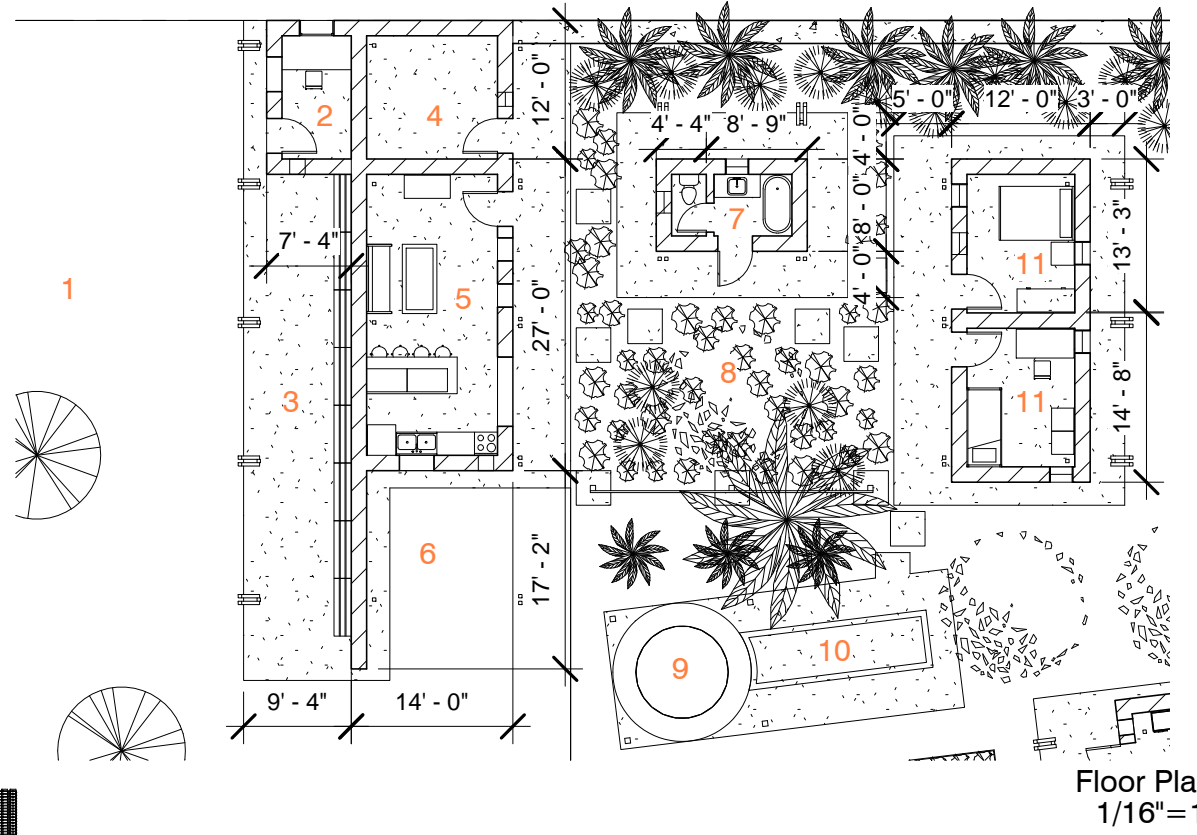 5' - 0" 12' - 0" 3' - 0"
12' - 0"
2
4
4' - 4" 8' - 9"
4' - 0"
8' - 0"
4' - 0"
7
7' - 4"
13' - 3"
11
1
5
27' - 0"
8
3
11
14' - 8"
6
17' - 2"
9
10
9' - 4" 14' - 0"
Floor Pla
1/16"=1